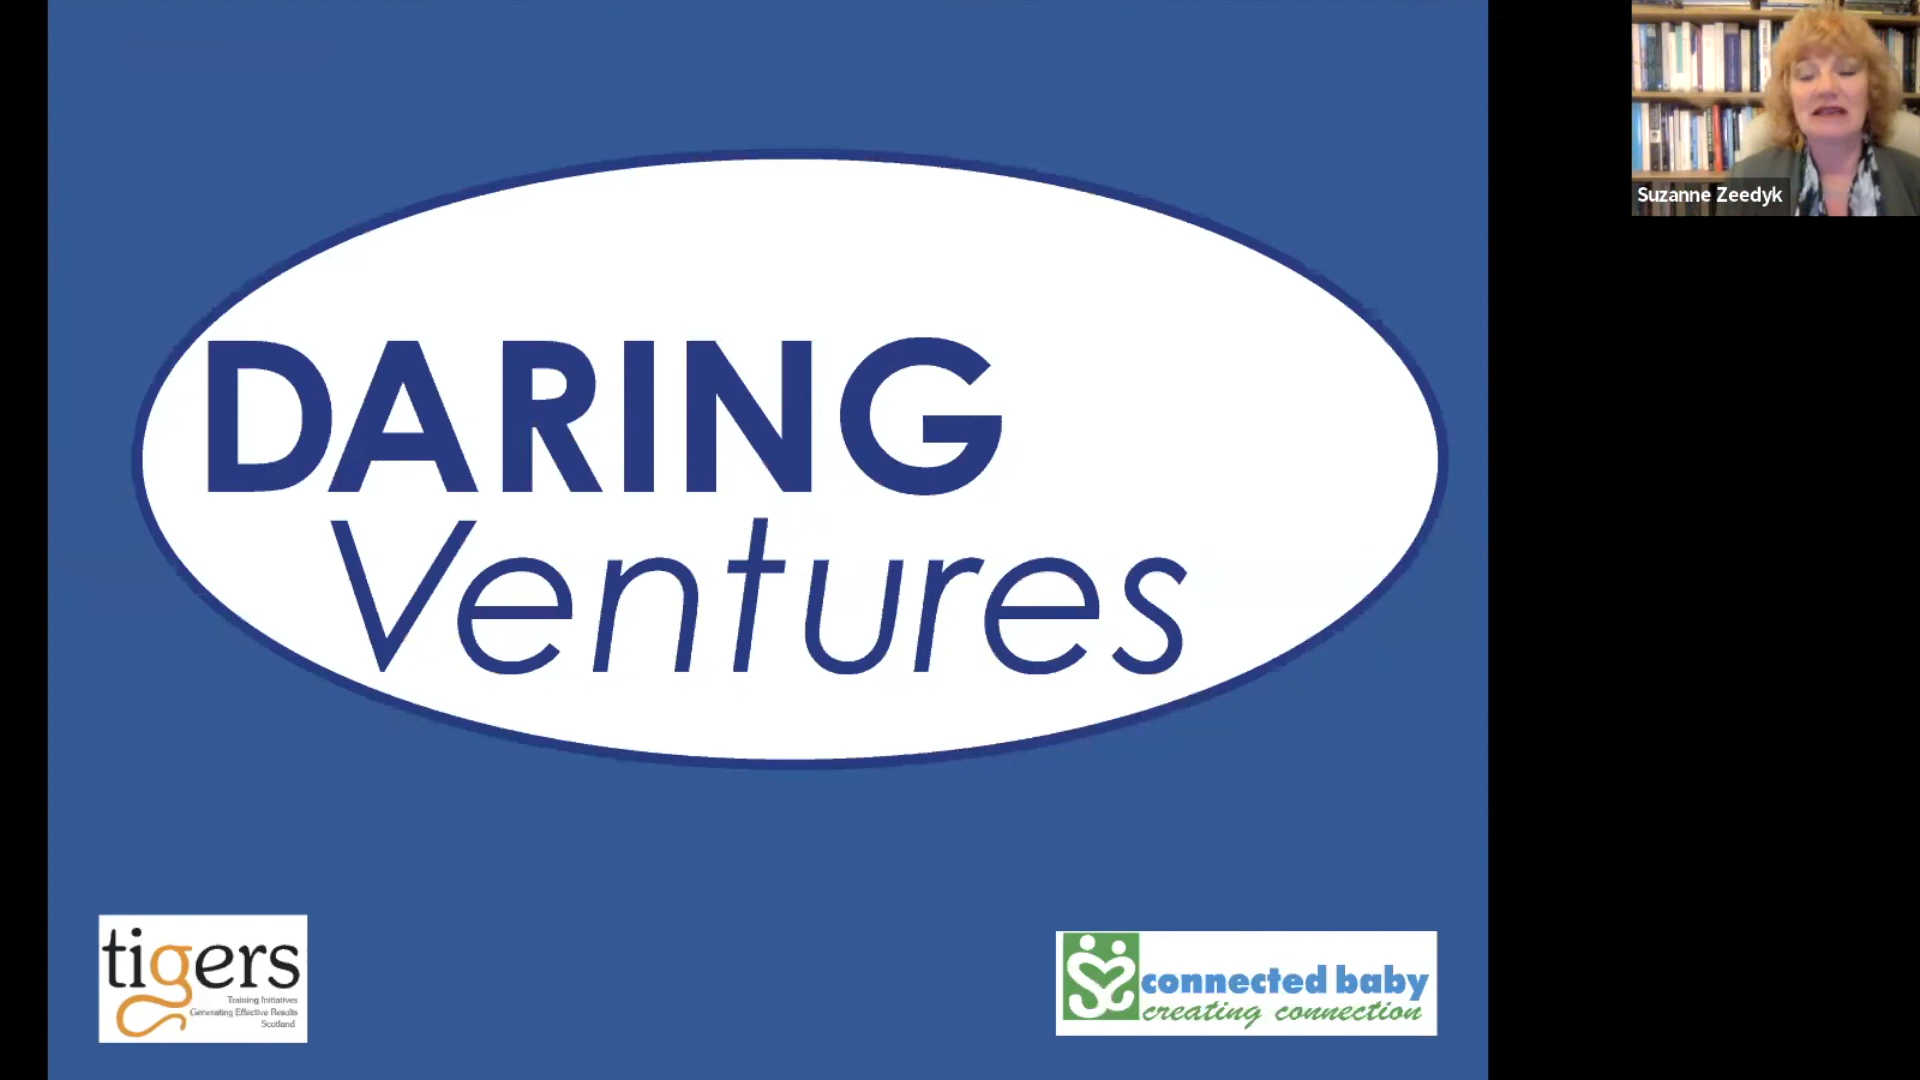 DARING
Ventures
tigers
Training Initiatives
Generating Effective Results
Scotland
connected baby
creating connection
Suzanne Zeedyk